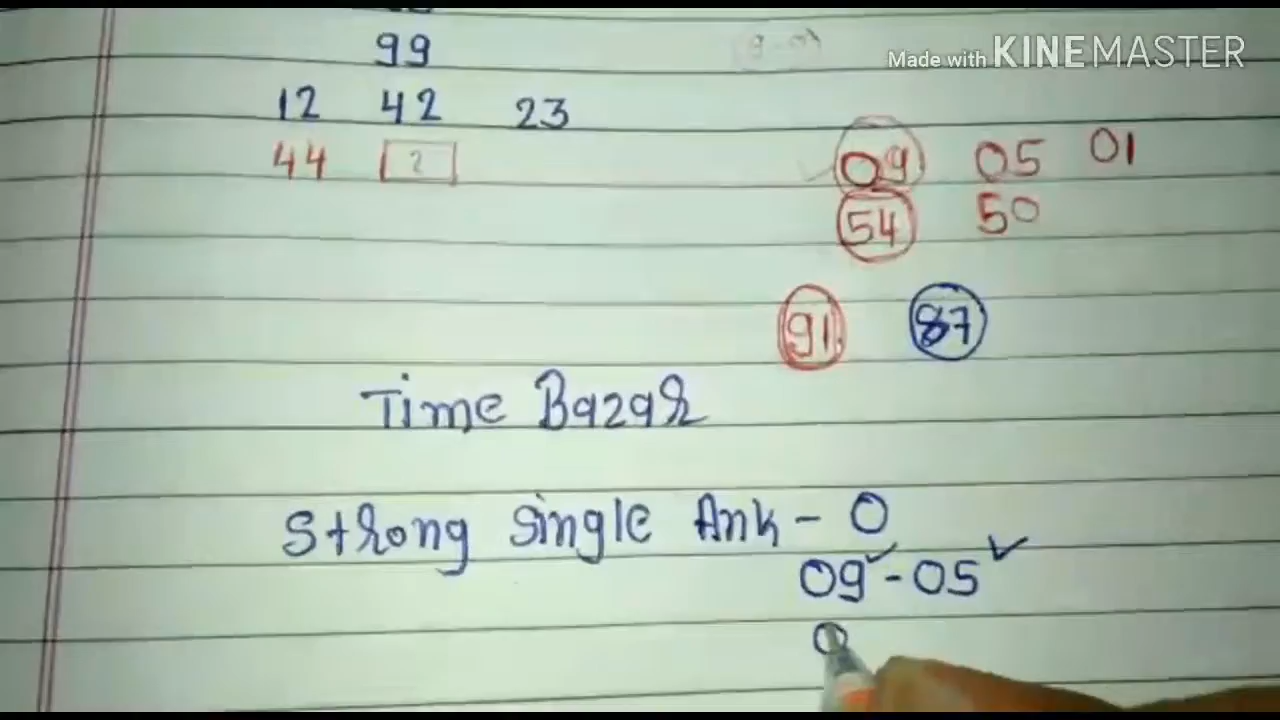 Made with KINEMASTER
99
12 42 23
44 ?
09 05 01
54 50
91 87
Time Bazar
Strong Single Ank - 0
09 - 05
0